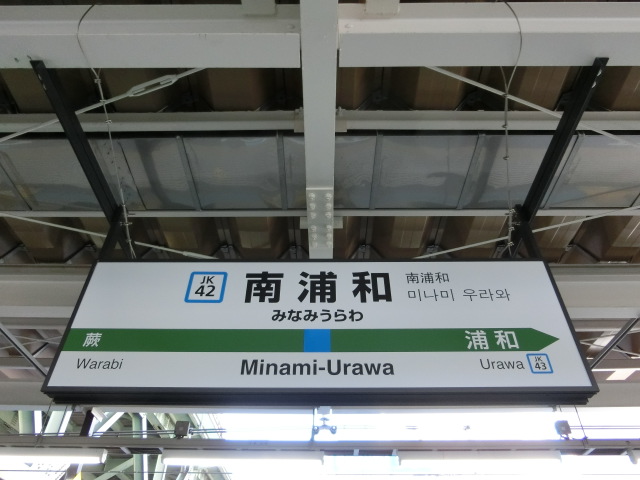 JK
42
南浦和
南浦和
미나미 우라와
みなみうらわ
蕨
浦和
Warabi
Minami-Urawa
Urawa
JK
43